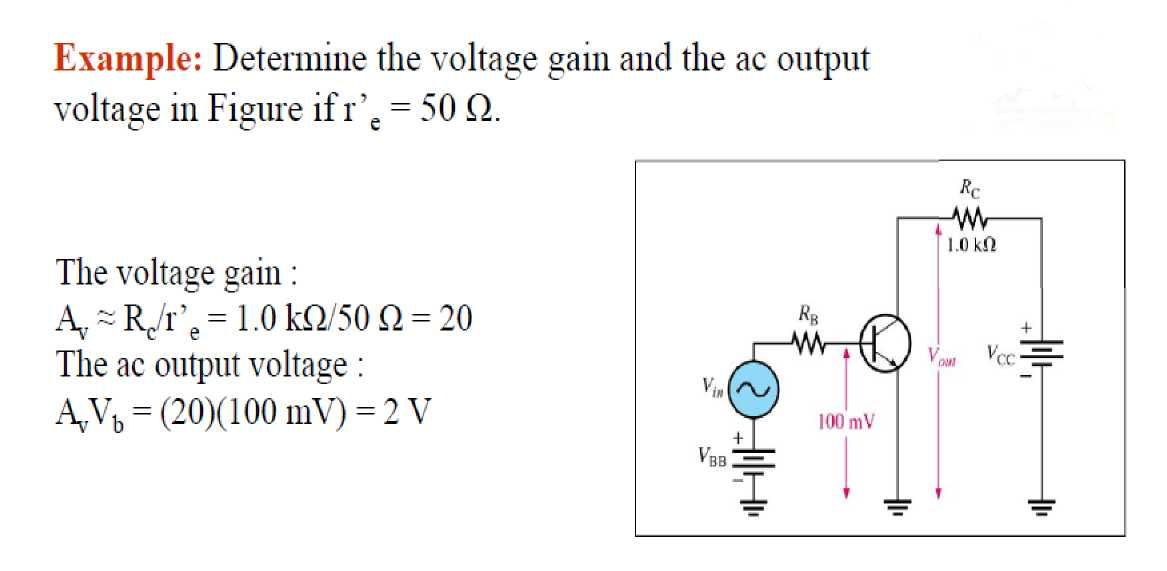 Example: Determine the voltage gain and the ac output
voltage in Figure if r’e = 50 Ω.
The voltage gain :
Av ≈ Rc/r’e = 1.0 kΩ/50 Ω = 20
The ac output voltage :
AvVb = (20)(100 mV) = 2 V
RC
1.0 kΩ
RB
+
Vout
VCC
−
Vin
100 mV
+
VBB
−